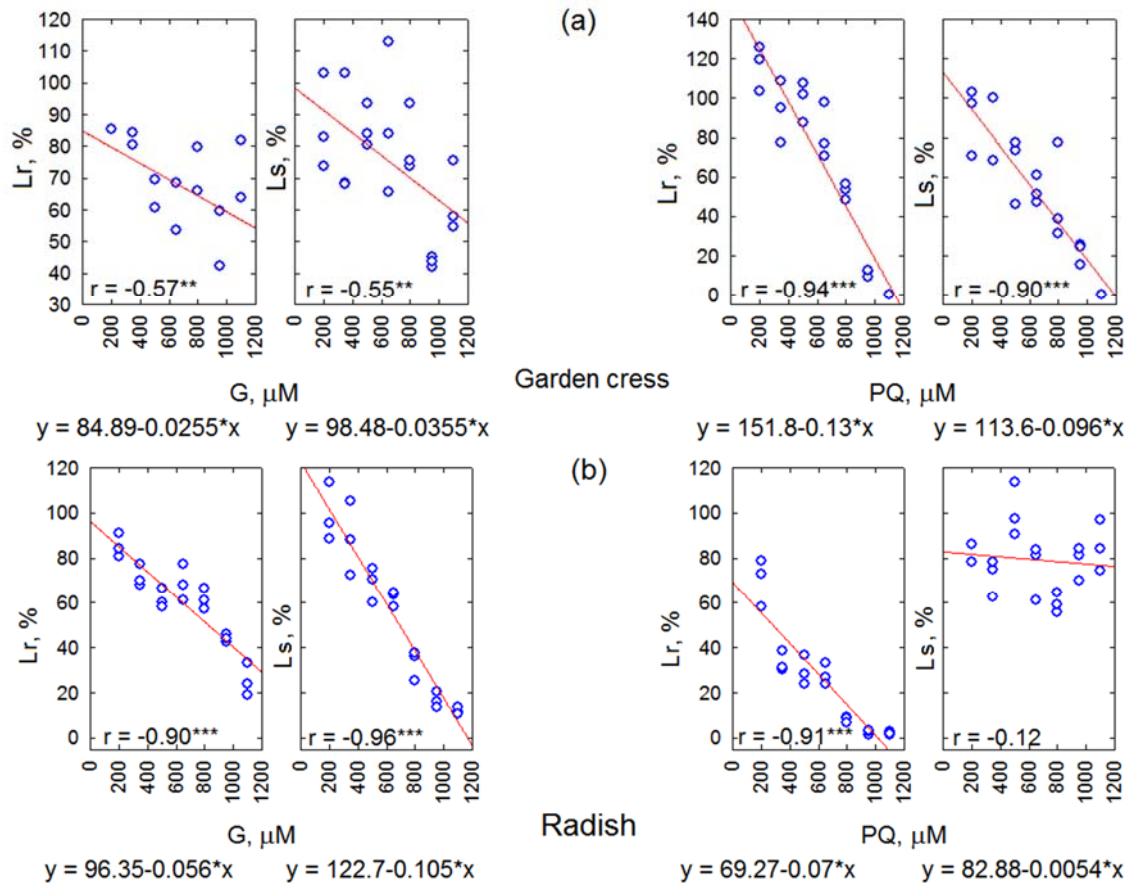 (a)
120 110 100 90 80 70 60 50 40 30
Lr, %
Ls, %
r = -0.57**
r = -0.55**
0 200 400 600 800 1000 1200
0 200 400 600 800 1000 1200
G, μM
140 120 100 80 60 40 20 0
Lr, %
Ls, %
r = -0.94***
r = -0.90***
0 200 400 600 800 1000 1200
0 200 400 600 800 1000 1200
PQ, μM
Garden cress
y = 84.89-0.0255*x y = 98.48-0.0355*x
y = 151.8-0.13*x y = 113.6-0.096*x
(b)
120 100 80 60 40 20 0
Lr, %
Ls, %
r = -0.90***
r = -0.96***
0 200 400 600 800 1000 1200
0 200 400 600 800 1000 1200
G, μM
120 100 80 60 40 20 0
Lr, %
Ls, %
r = -0.91***
r = -0.12
0 200 400 600 800 1000 1200
0 200 400 600 800 1000 1200
PQ, μM
Radish
y = 96.35-0.056*x y = 122.7-0.105*x
y = 69.27-0.07*x y = 82.88-0.0054*x